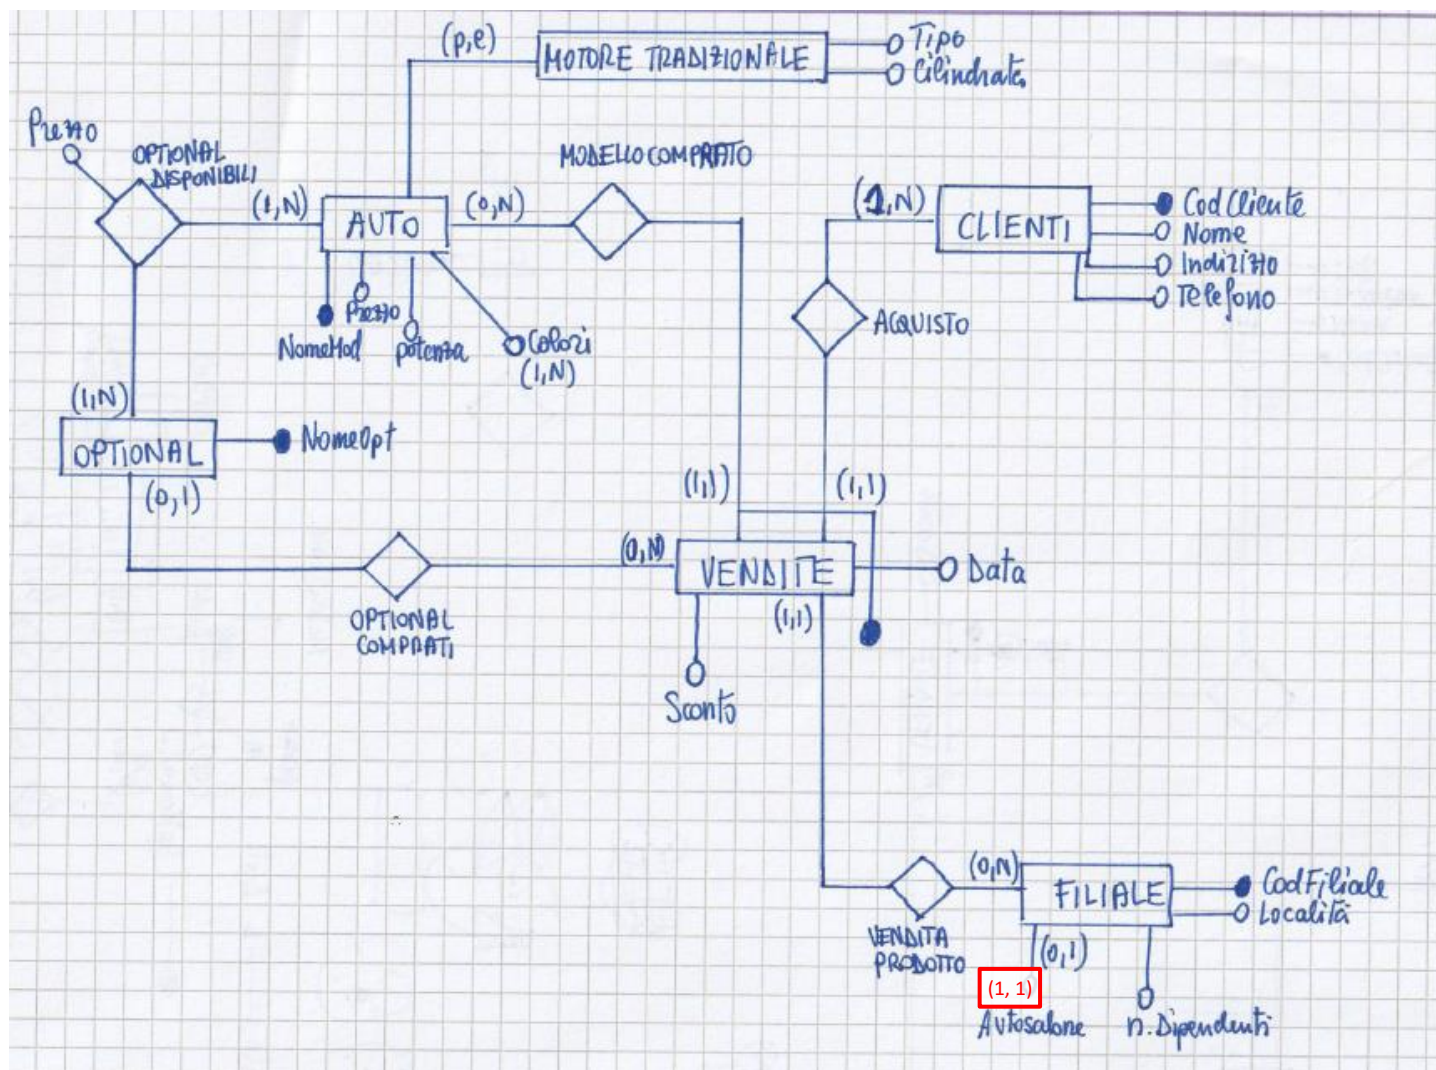 (p,e)
MOTORE TRADIZIONALE
Tipo
Cilindrata
Prezzo
OPTIONAL
DISPONIBILI
(1,N)
AUTO
(0,N)
MODELLO COMPRATO
(1,N)
CLIENTI
Cod Cliente
Nome
Indirizzo
Telefono
ACQUISTO
NomeMod
Prezzo
potenza
Colori
(1,N)
(1,N)
OPTIONAL
NomeOpt
(0,1)
(1,1)
(1,1)
(0,N)
VENDITE
Data
(1,1)
OPTIONAL
COMPRATI
Sconto
(0,N)
FILIALE
CodFiliale
Località
VENDITA
PRODOTTO
(0,1)
(1, 1)
Autosalone
n.Dipendenti